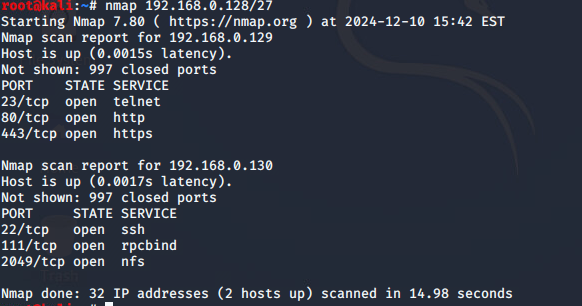 root@kali:~# nmap 192.168.0.128/27
Starting Nmap 7.80 ( https://nmap.org ) at 2024-12-10 15:42 EST
Nmap scan report for 192.168.0.129
Host is up (0.0015s latency).
Not shown: 997 closed ports
PORT    STATE SERVICE
23/tcp  open  telnet
80/tcp  open  http
443/tcp open  https
Nmap scan report for 192.168.0.130
Host is up (0.0017s latency).
Not shown: 997 closed ports
PORT     STATE SERVICE
22/tcp   open  ssh
111/tcp  open  rpcbind
2049/tcp open  nfs
Nmap done: 32 IP addresses (2 hosts up) scanned in 14.98 seconds